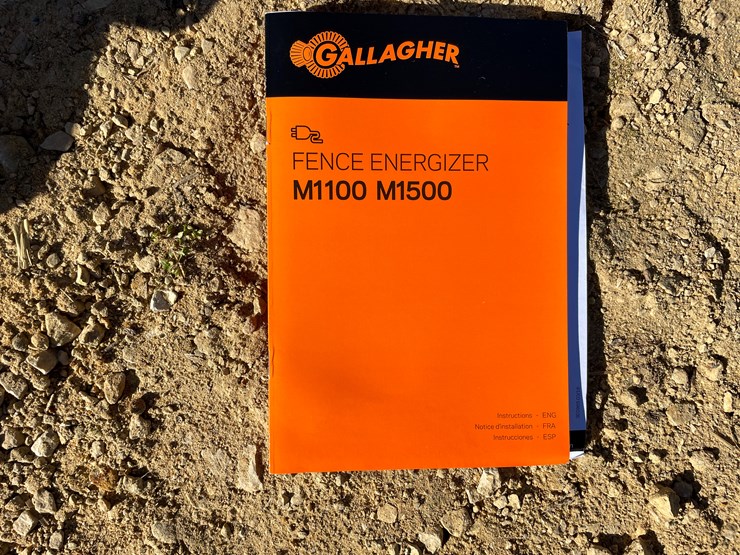 GALLAGHER
FENCE ENERGIZER
M1100 M1500
Instructions - ENG
Notice d'installation - FRA
Instrucciones - ESP